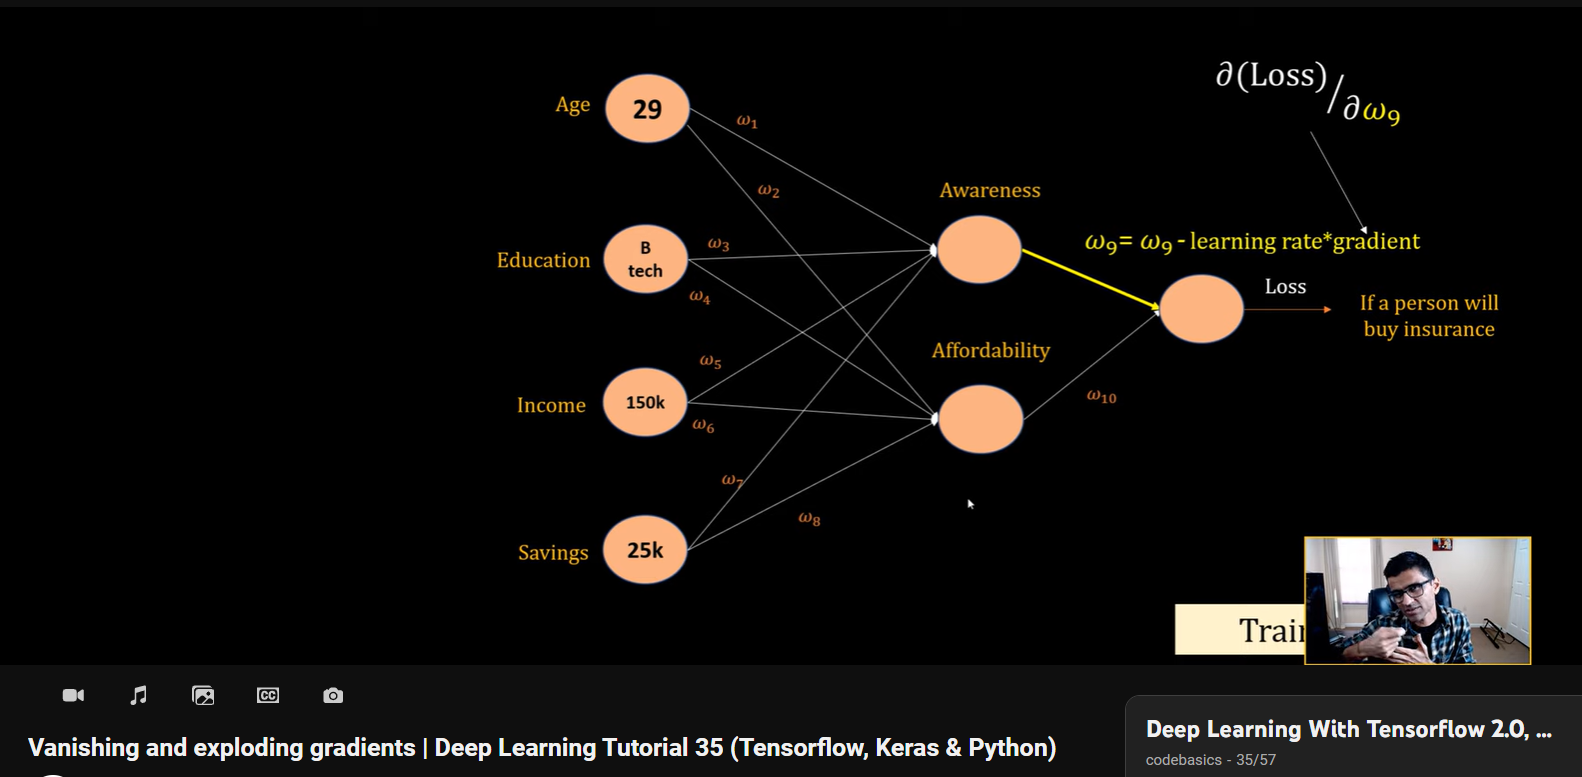 ∂(Loss)/∂ω₉
Age
29
ω₁
ω₂
Awareness
ω₉= ω₉ - learning rate*gradient
Education
B
tech
ω₃
ω₄
Loss
If a person will
buy insurance
Affordability
ω₅
Income
150k
ω₆
ω₁₀
ω₇
ω₈
Savings
25k
Train
CC
Vanishing and exploding gradients | Deep Learning Tutorial 35 (Tensorflow, Keras & Python)
Deep Learning With Tensorflow 2.0, ...
codebasics - 35/57